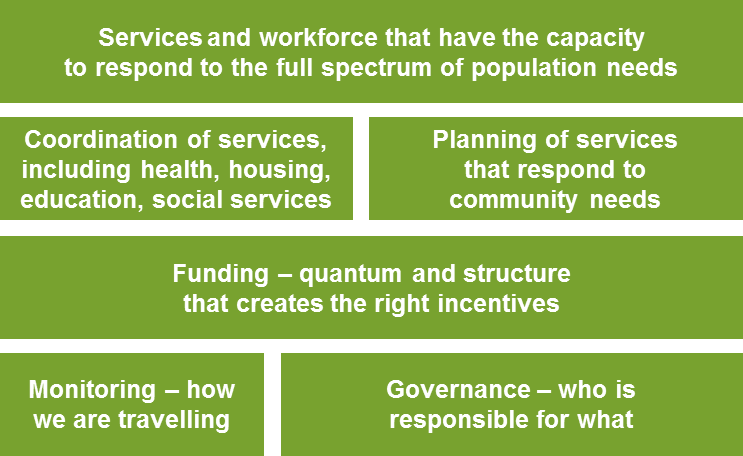 Services and workforce that have the capacity
to respond to the full spectrum of population needs
Coordination of services,
including health, housing,
education, social services
Planning of services
that respond to
community needs
Funding – quantum and structure
that creates the right incentives
Monitoring – how
we are travelling
Governance – who is
responsible for what